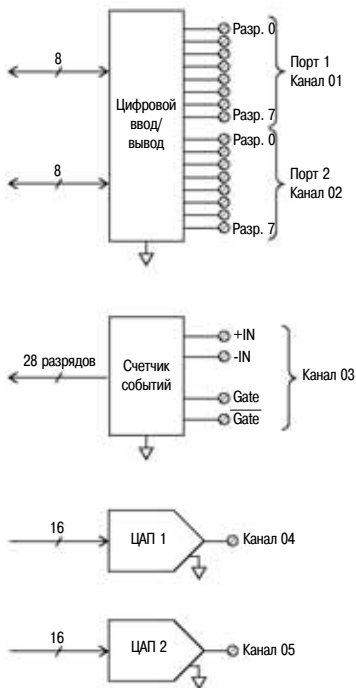 Разр. 0
8
Порт 1
Канал 01
Цифровой
ввод/
вывод
Разр. 7
Разр. 0
8
Порт 2
Канал 02
Разр. 7
+IN
28 разрядов
Счетчик
событий
-IN
Канал 03
Gate
Gate
16
ЦАП 1
Канал 04
16
ЦАП 2
Канал 05